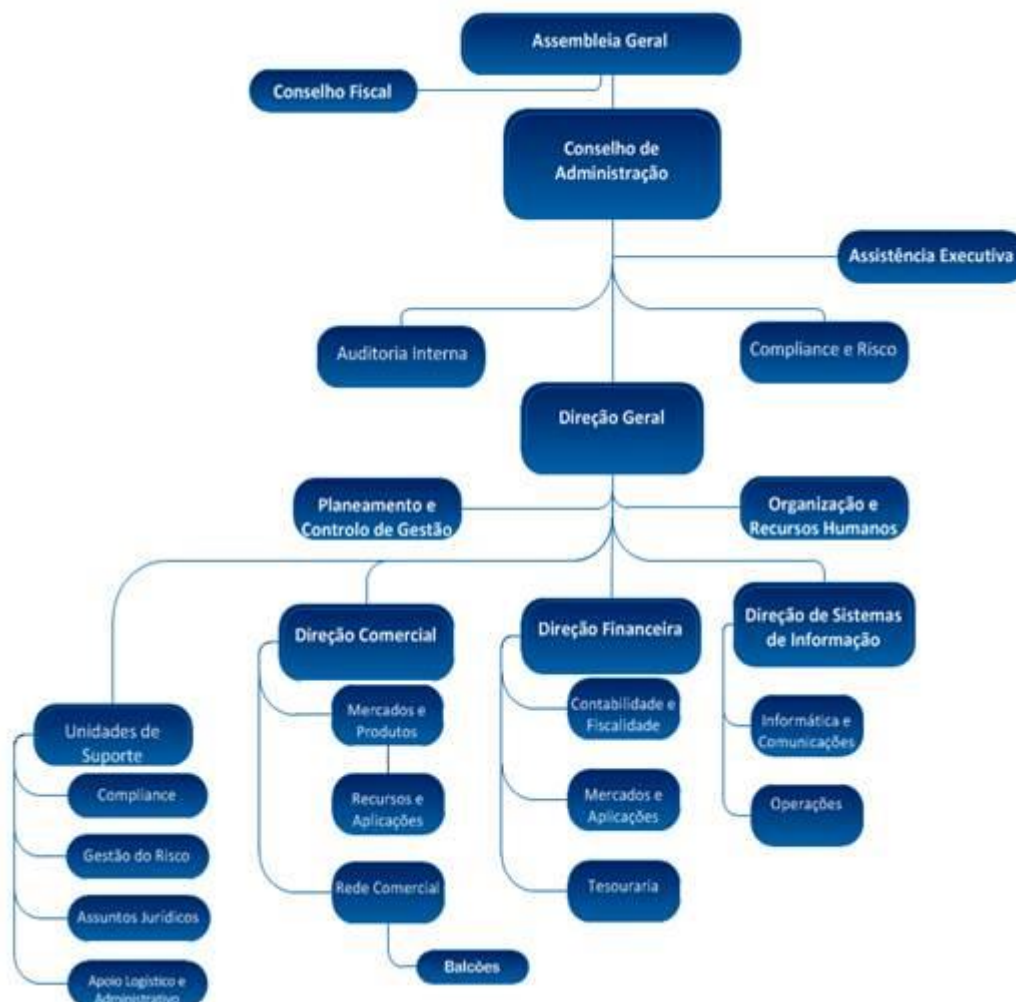 Assembleia Geral
Conselho Fiscal
Conselho de
Administração
Assistência Executiva
Auditoria Interna
Compliance e Risco
Direção Geral
Planeamento e
Controlo de Gestão
Organização e
Recursos Humanos
Direção Comercial
Direção Financeira
Direção de Sistemas
de Informação
Unidades de
Suporte
Compliance
Gestão do Risco
Assuntos Jurídicos
Apoio Logístico e
Administrativo
Mercados e
Produtos
Recursos e
Aplicações
Rede Comercial
Balcões
Contabilidade e
Fiscalidade
Mercados e
Aplicações
Tesouraria
Informática e
Comunicações
Operações